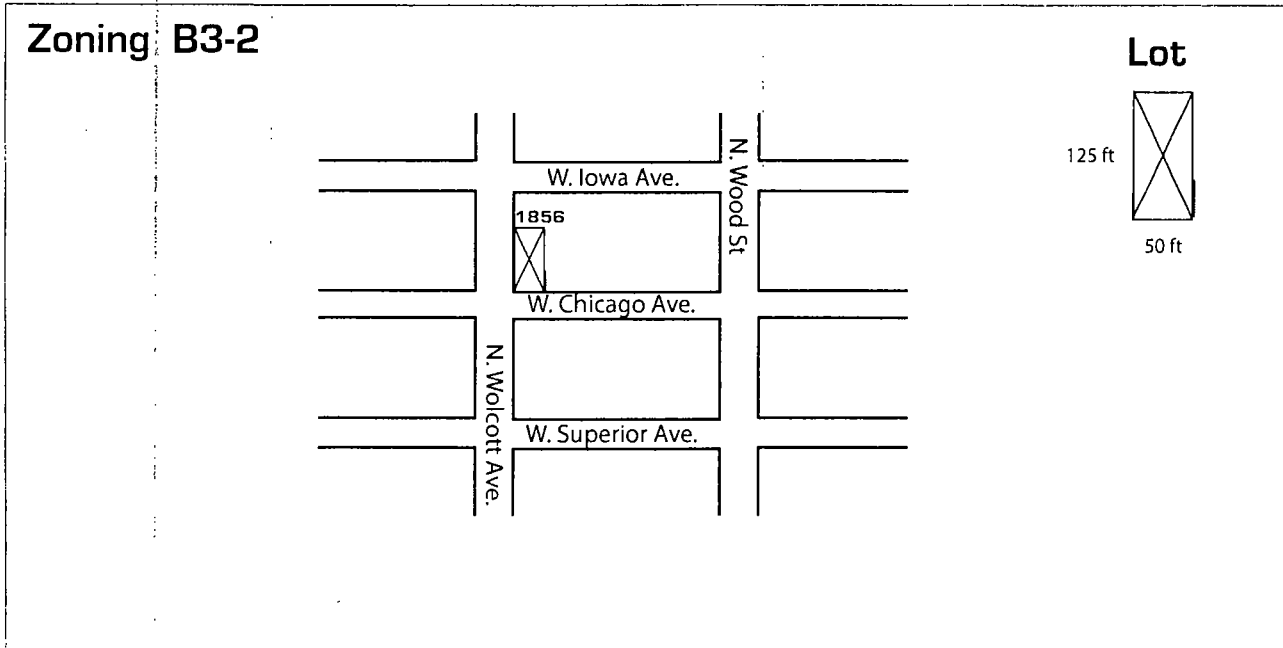 Zoning B3-2
Lot
125 ft
50 ft
W. Iowa Ave.
N. Wood St
1856
W. Chicago Ave.
N. Wolcott Ave.
W. Superior Ave.